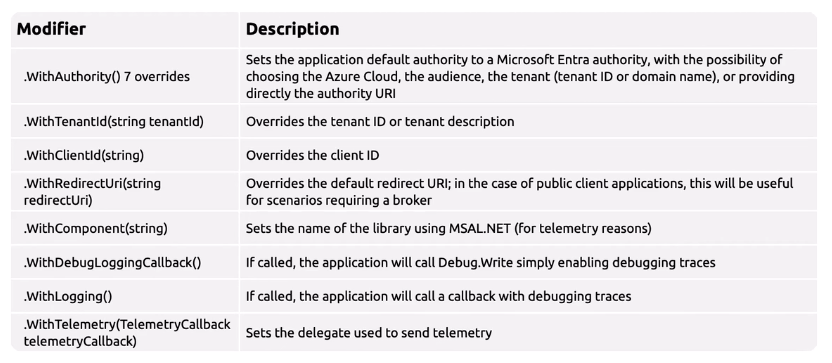 Modifier Description
.WithAuthority() 7 overrides
Sets the application default authority to a Microsoft Entra authority, with the possibility of
choosing the Azure Cloud, the audience, the tenant (tenant ID or domain name), or providing
directly the authority URI
.WithTenantId(string tenantId) Overrides the tenant ID or tenant description
.WithClientId(string) Overrides the client ID
.WithRedirectUri(string
redirectUri)
Overrides the default redirect URI; in the case of public client applications, this will be useful
for scenarios requiring a broker
.WithComponent(string) Sets the name of the library using MSAL.NET (for telemetry reasons)
.WithDebugLoggingCallback() If called, the application will call Debug.Write simply enabling debugging traces
.WithLogging() If called, the application will call a callback with debugging traces
.WithTelemetry(TelemetryCallback
telemetryCallback)
Sets the delegate used to send telemetry